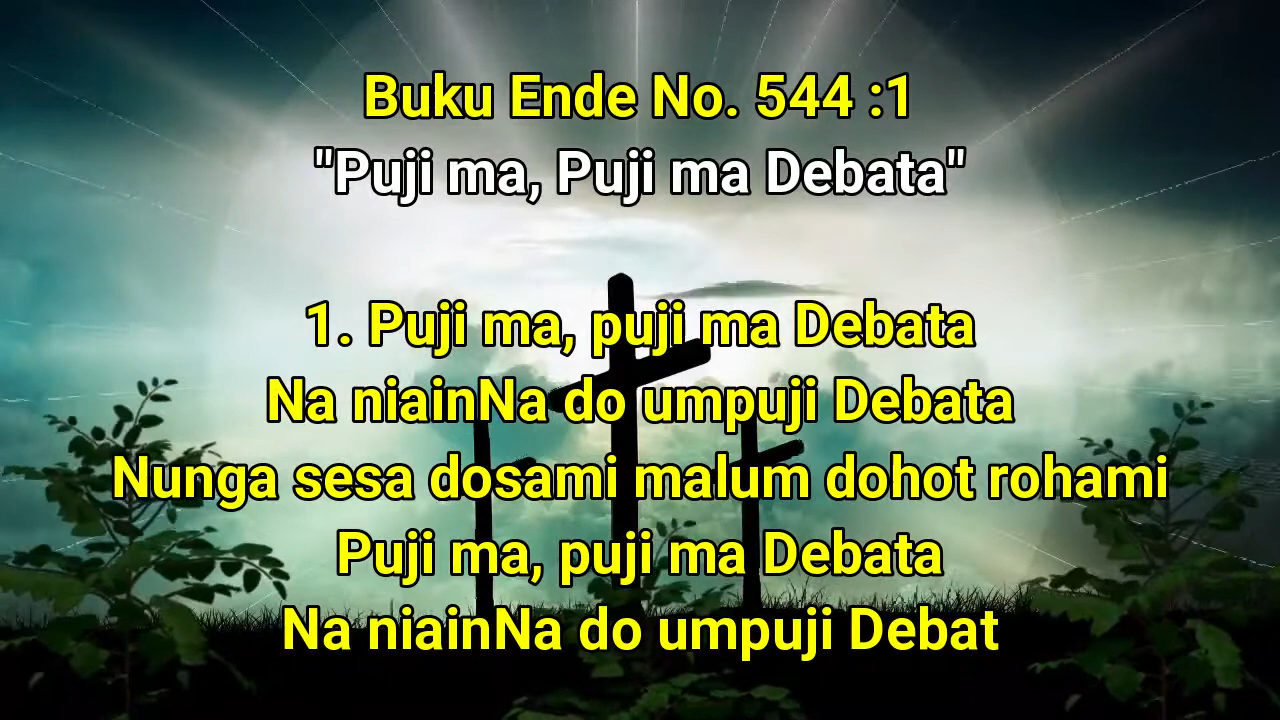 Buku Ende No. 544 :1
"Puji ma, Puji ma Debata"
1. Puji ma, puji ma Debata
Na niainNa do umpuji Debata
Nunga sesa dosami malum dohot rohami
Puji ma, puji ma Debata
Na niainNa do umpuji Debat